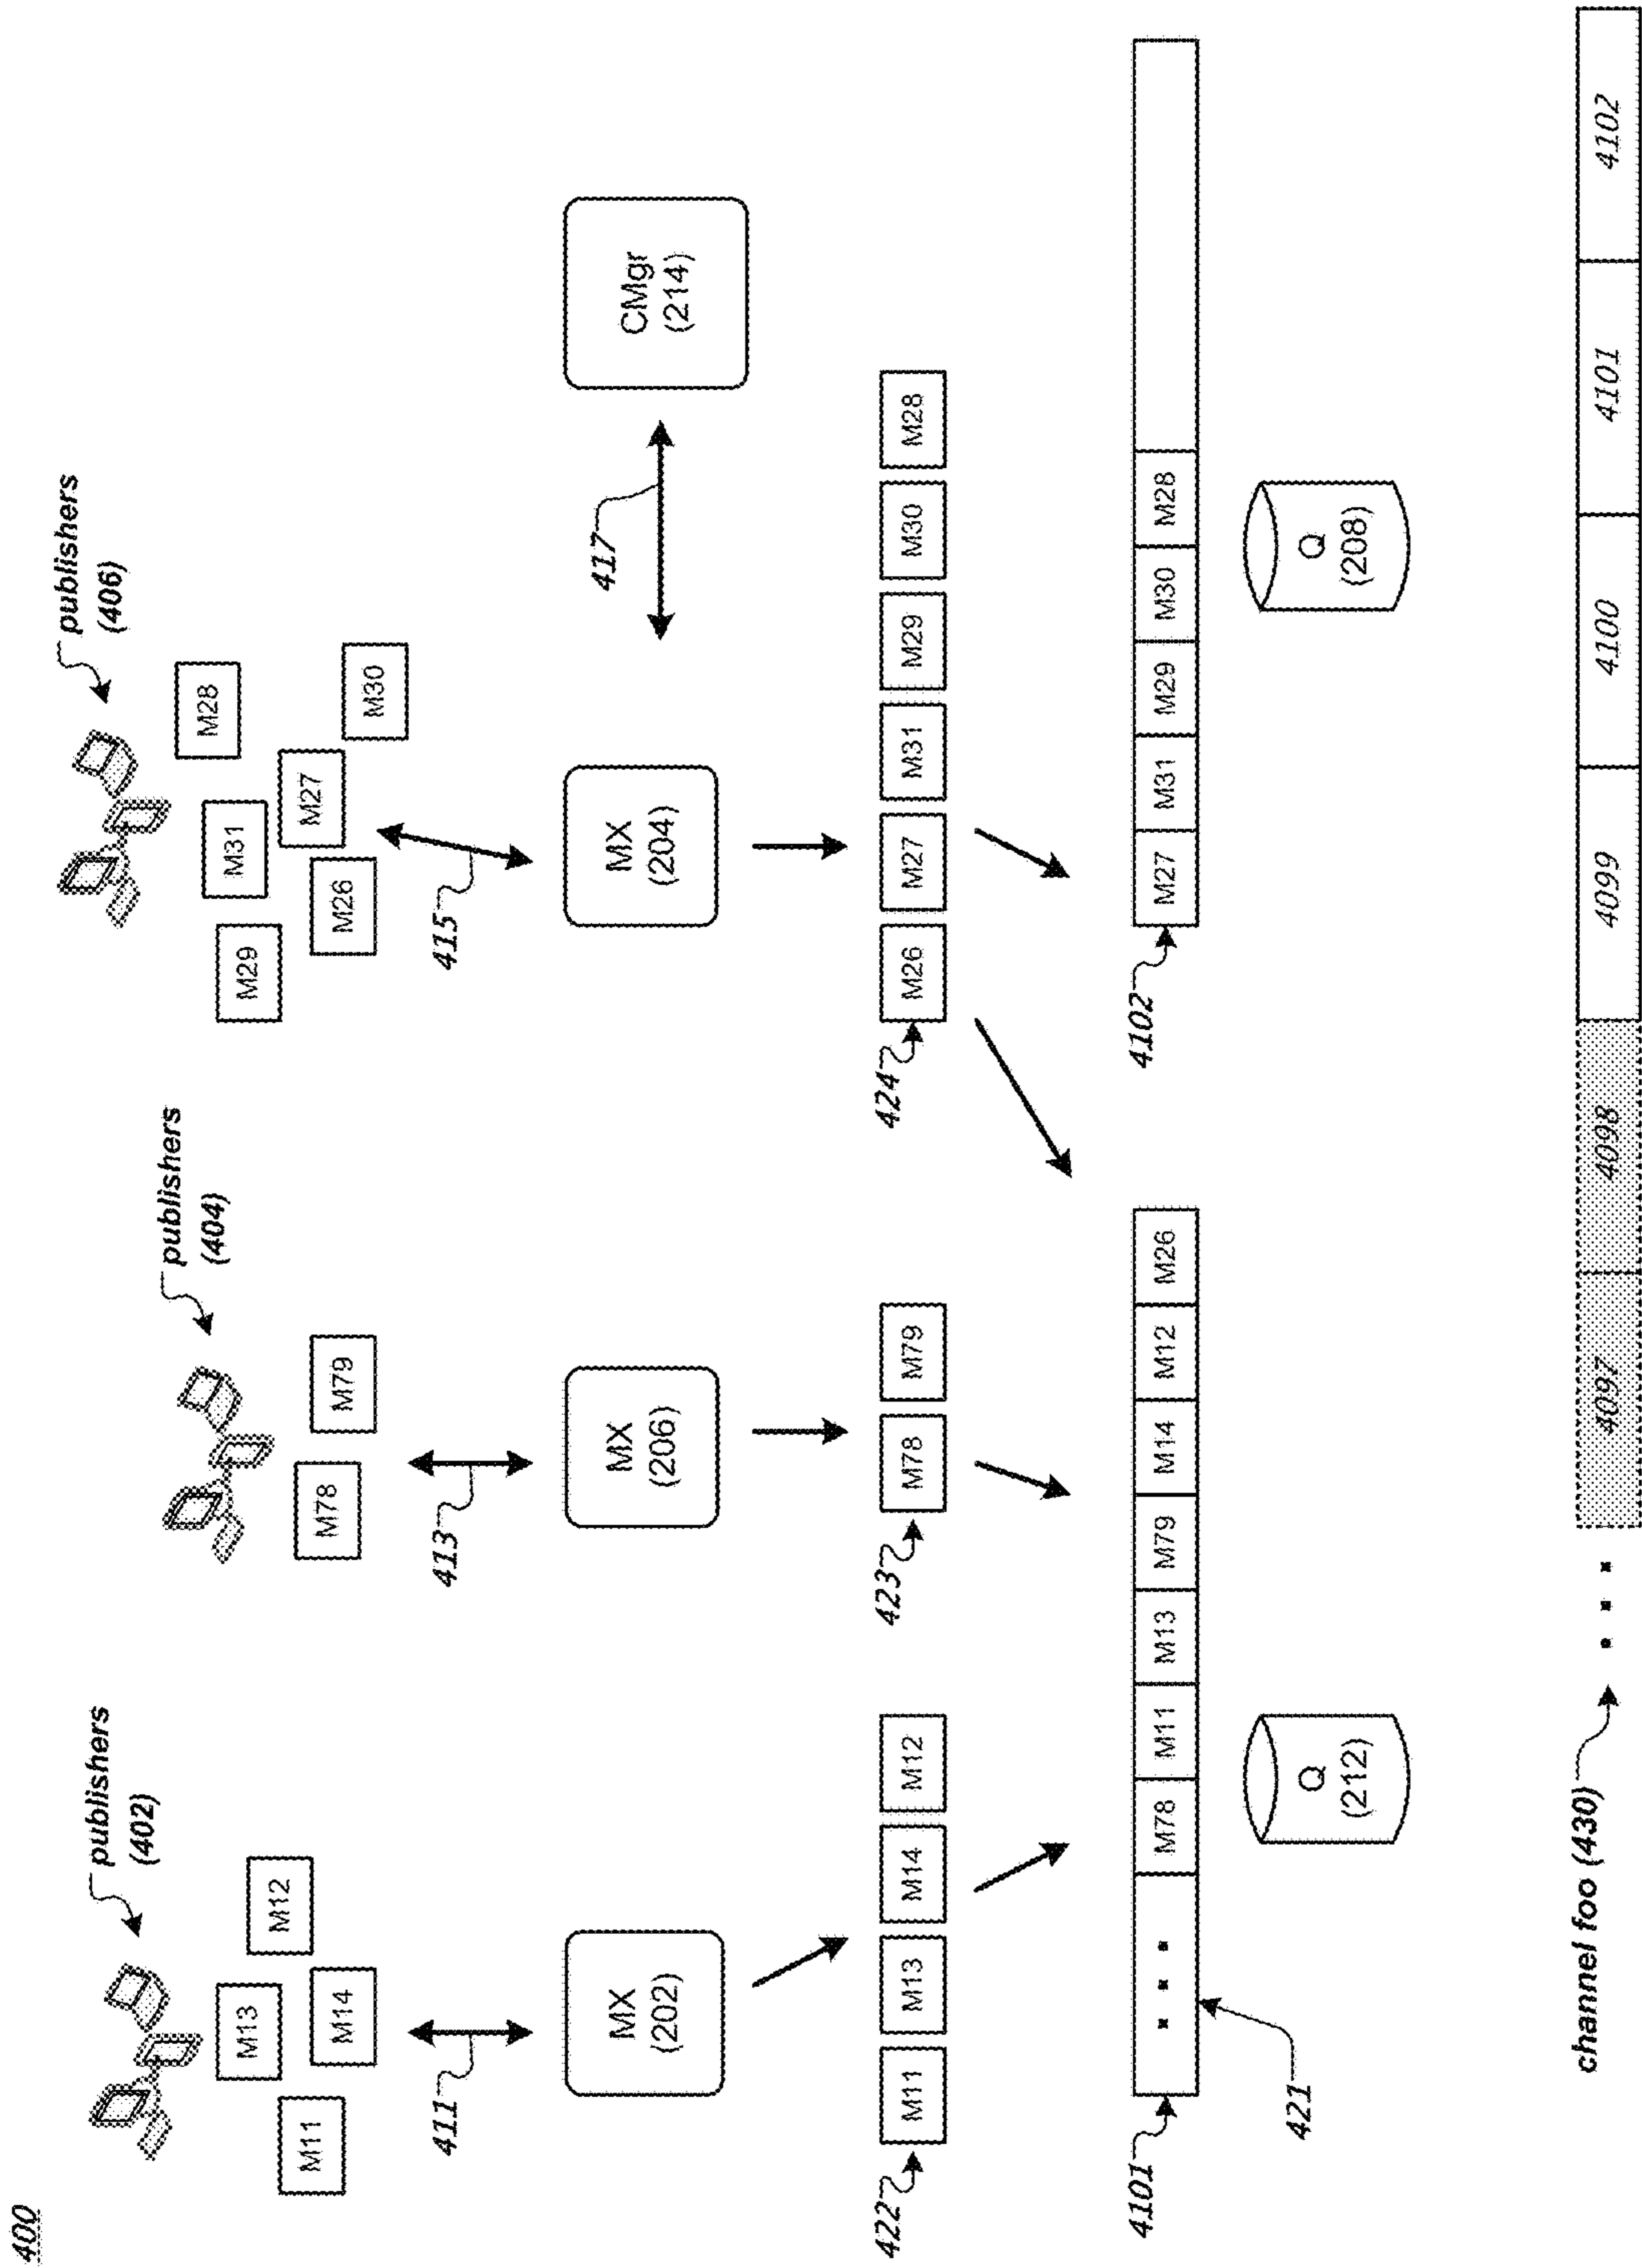 400
publishers
(402)
publishers
(404)
publishers
(406)
M11
M13
M12
M14
M78
M79
M29
M31
M28
M26
M27
M30
411
413
415
417
MX
(202)
MX
(206)
MX
(204)
CMgr
(214)
422
M11
M13
M14
M12
423
M78
M79
424
M26
M27
M31
M29
M30
M28
4101
M78
M11
M13
M79
M14
M12
M26
4102
M27
M31
M29
M30
M28
421
Q
(212)
Q
(208)
channel foo (430)
4097
4098
4099
4100
4101
4102